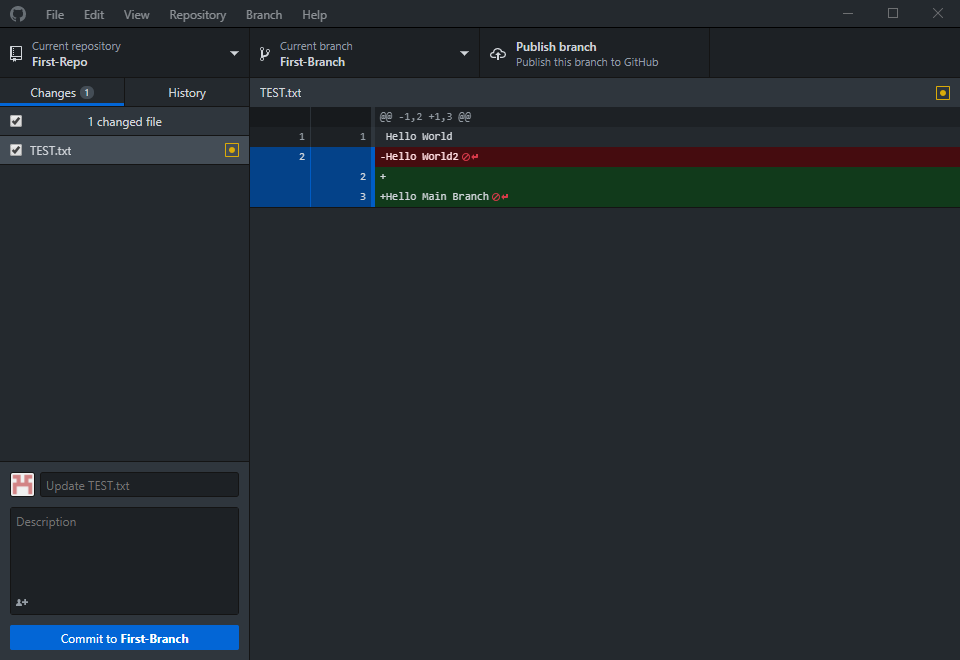 File Edit View Repository Branch Help
Current repository
First-Repo
Current branch
First-Branch
Publish branch
Publish this branch to GitHub
Changes 1 History
TEST.txt
1 changed file
TEST.txt
@@ -1,2 +1,3 @@
1 1 Hello World
2 -Hello World2
2 +
3 +Hello Main Branch
Update TEST.txt
Description
Commit to First-Branch